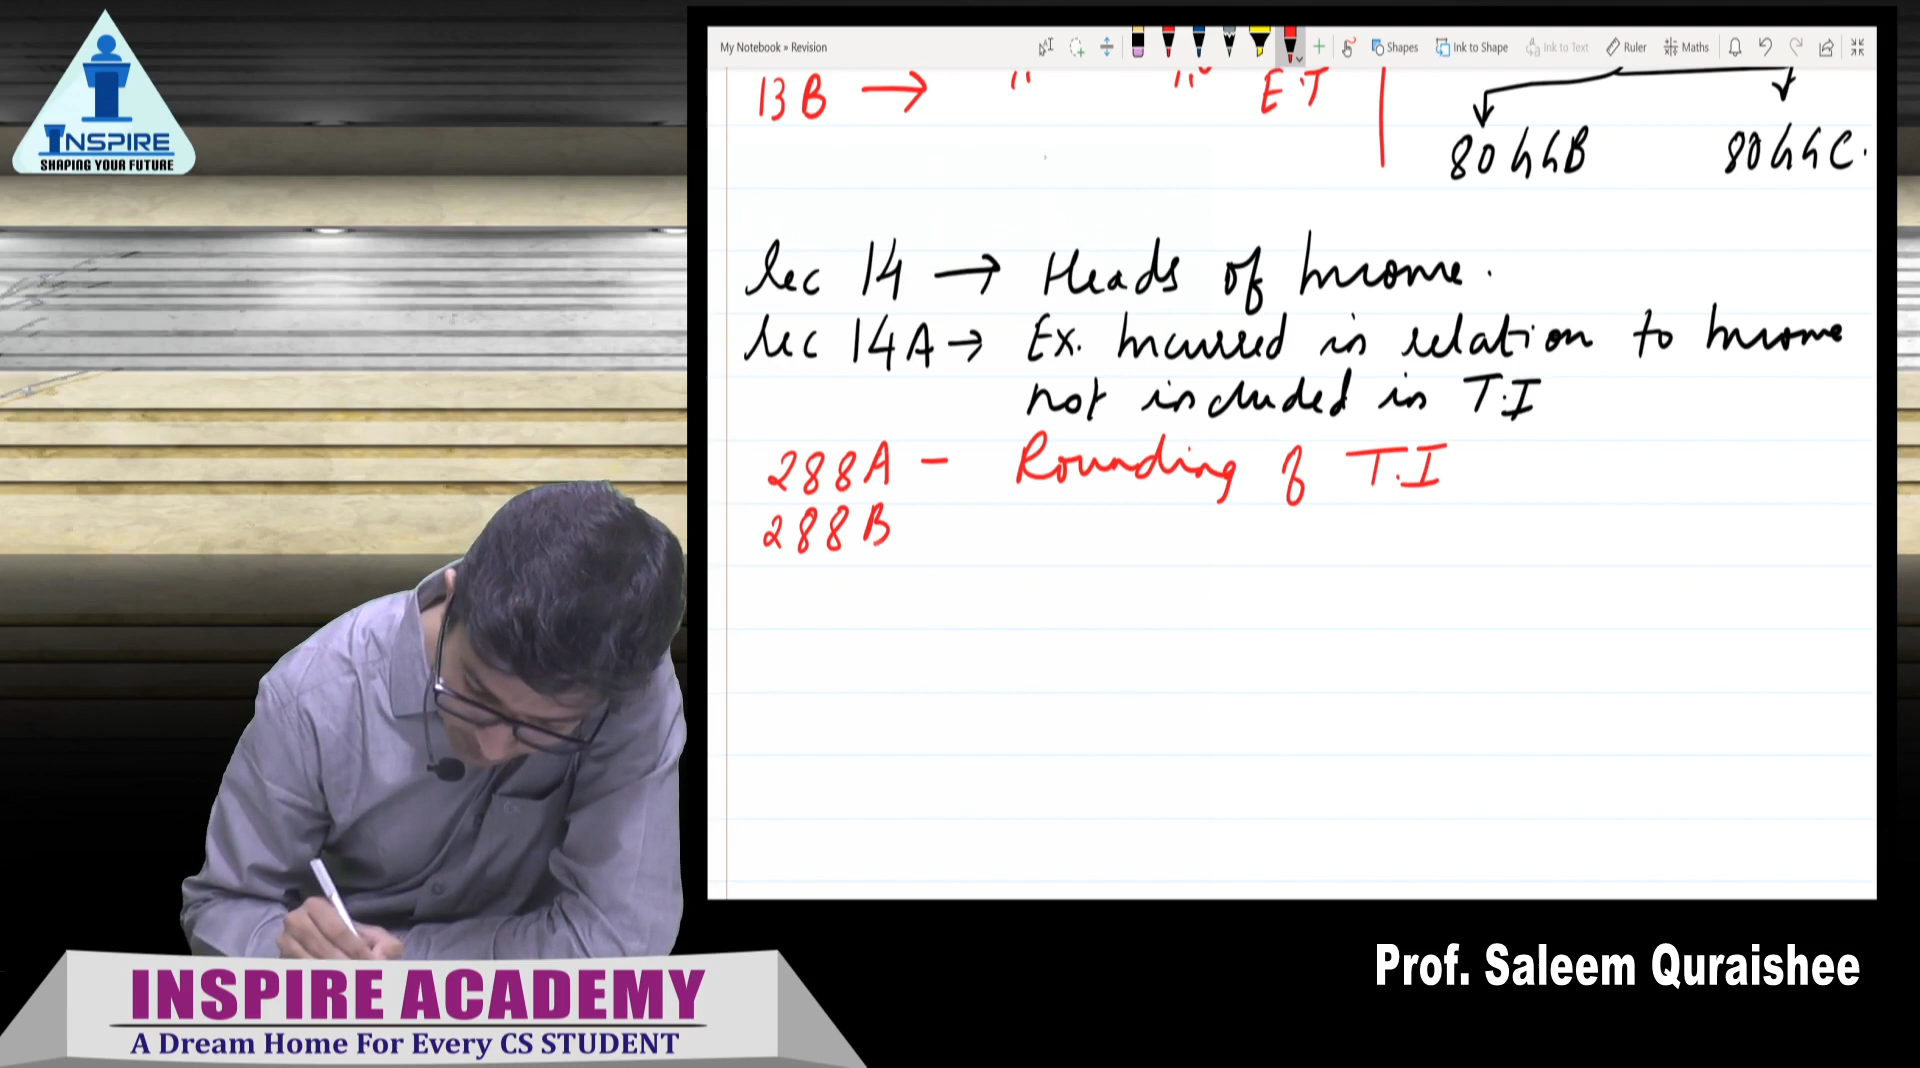 INSPIRE
SHAPING YOUR FUTURE
My Notebook » Revision
Shapes
Ink to Shape
Ink to Text
Ruler
Maths
13B → " " E.T
80GGB 80GGC.
Sec 14 → Heads of Income.
Sec 14A → Ex. Incurred in relation to Income
not included in T.I
288A - Rounding of T.I
288B
Prof. Saleem Quraishee
INSPIRE ACADEMY
A Dream Home For Every CS STUDENT